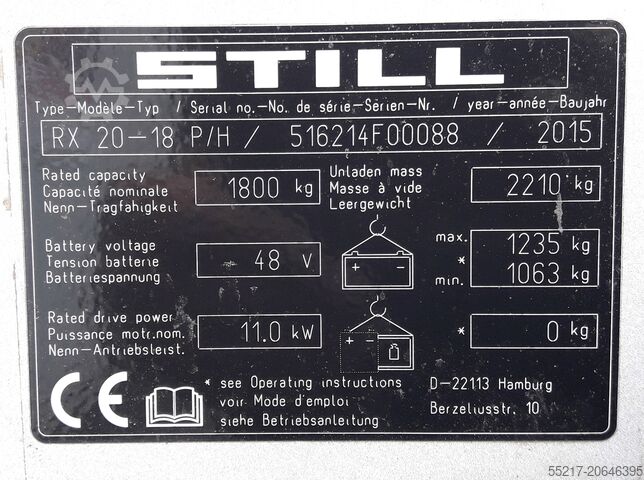 STILL
Type-Modèle-Typ / Serial no.-No. de série-Serien-Nr. / year-année-Baujahr
RX 20-18 P/H / 516214F00088 / 2015
Rated capacity
Capacité nominale
Nenn-Tragfähigkeit
1800 kg
Unladen mass
Masse à vide
Leergewicht
2210 kg
Battery voltage
Tension batterie
Batteriespannung
48 V
+ -
max. 1235 kg
*
min. 1063 kg
Rated drive power
Puissance motr.nom.
Nenn-Antriebsleist.
11.0 kW
+ -
* 0 kg
CE
* see Operating instructions
voir Mode d'emploi
siehe Betriebsanleitung
D-22113 Hamburg
Berzeliusstr. 10
55217-20646395